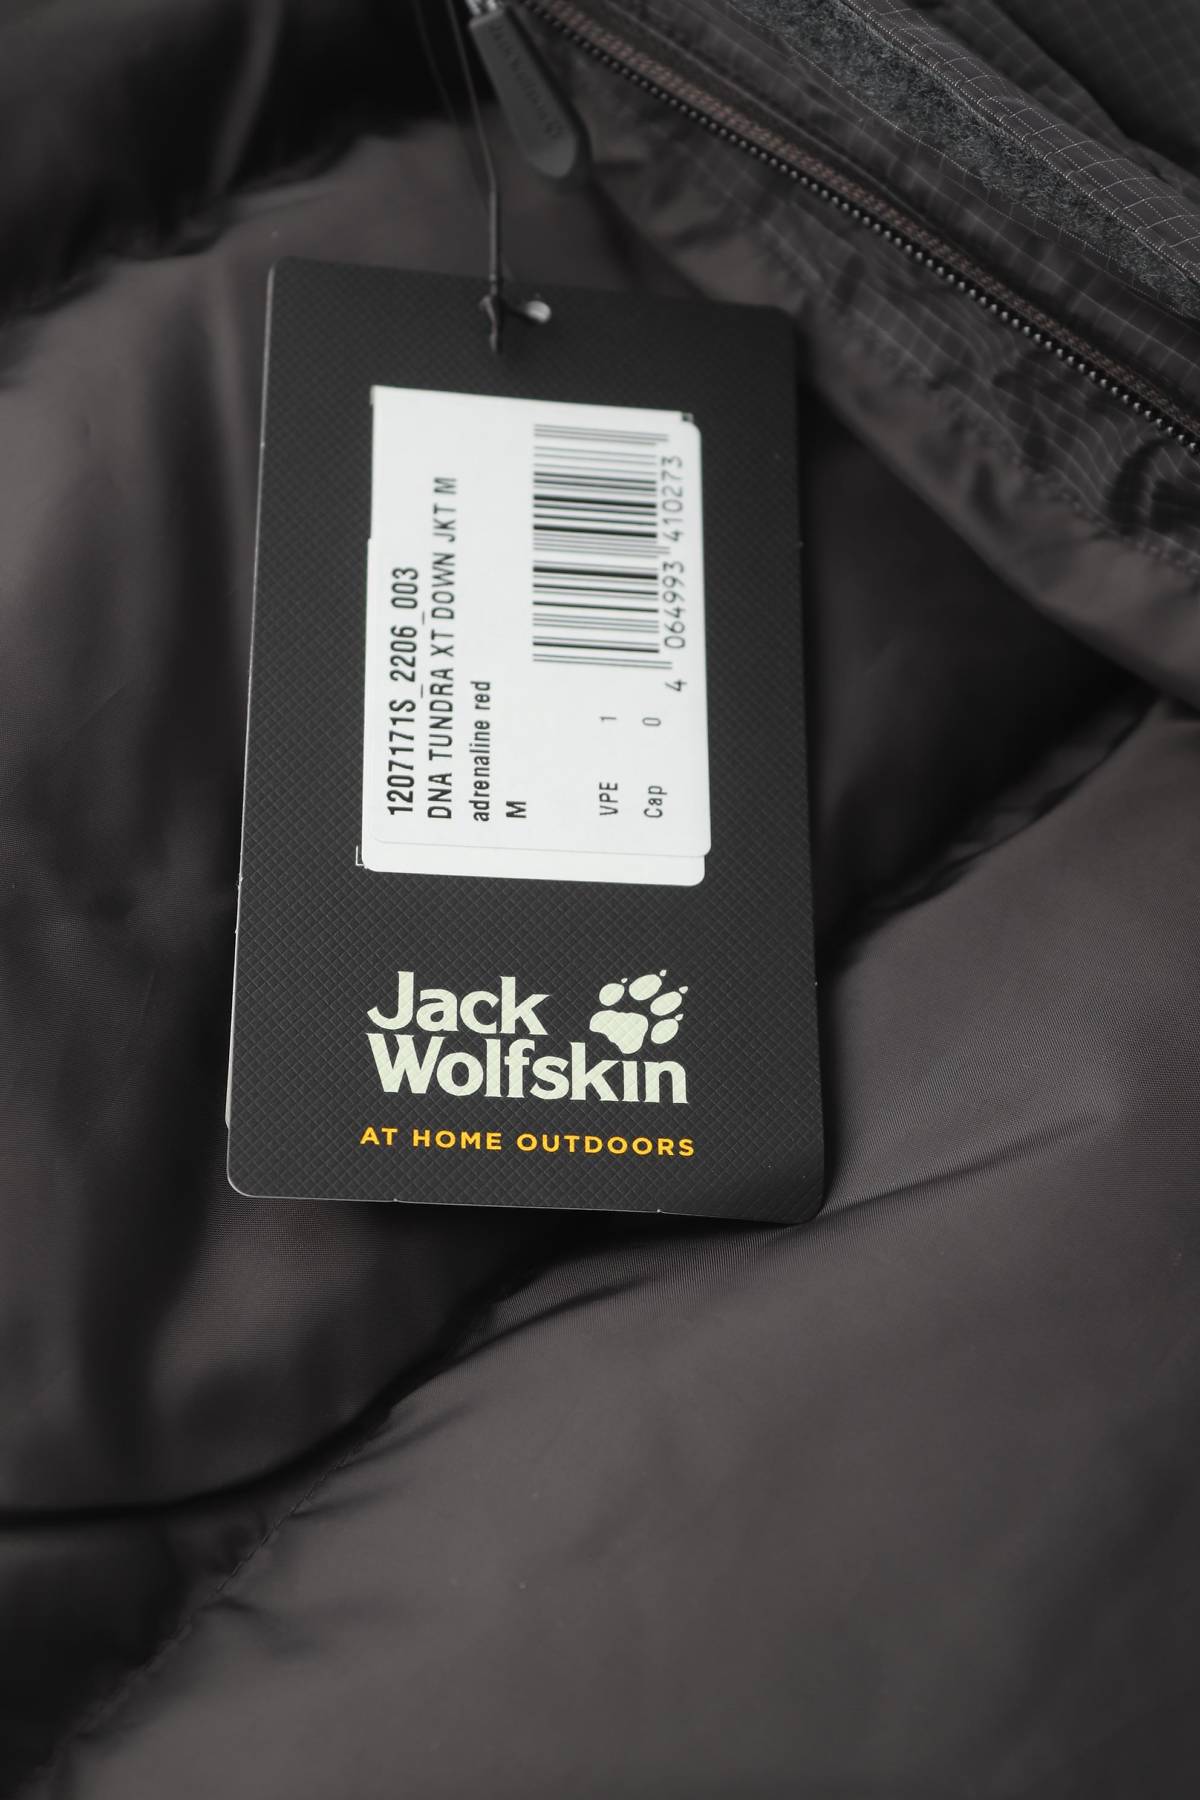 1207171S_2206_003
DNA TUNDRA XT DOWN JKT M
adrenaline red
M
VPE 1
Cap 0
4 064993 410273
Jack
Wolfskin
AT HOME OUTDOORS